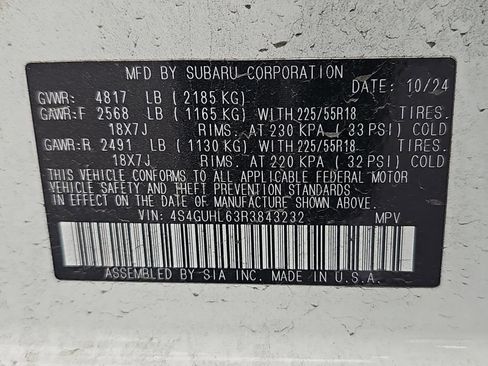 MFD BY SUBARU CORPORATION
DATE: 10/24
GVWR: 4817 LB ( 2185 KG)
GAWR:F 2568 LB ( 1165 KG) WITH 225/55R18 TIRES.
18X7J RIMS. AT 230 KPA ( 33 PSI) COLD
GAWR:R 2491 LB ( 1130 KG) WITH 225/55R18 TIRES.
18X7J RIMS. AT 220 KPA ( 32 PSI) COLD
THIS VEHICLE CONFORMS TO ALL APPLICABLE FEDERAL MOTOR
VEHICLE SAFETY AND THEFT PREVENTION STANDARDS
IN EFFECT ON THE DATE OF MANUFACTURE SHOWN ABOVE.
VIN: 4S4GUHL63R3843232 MPV
ASSEMBLED BY SIA INC. MADE IN U.S.A.